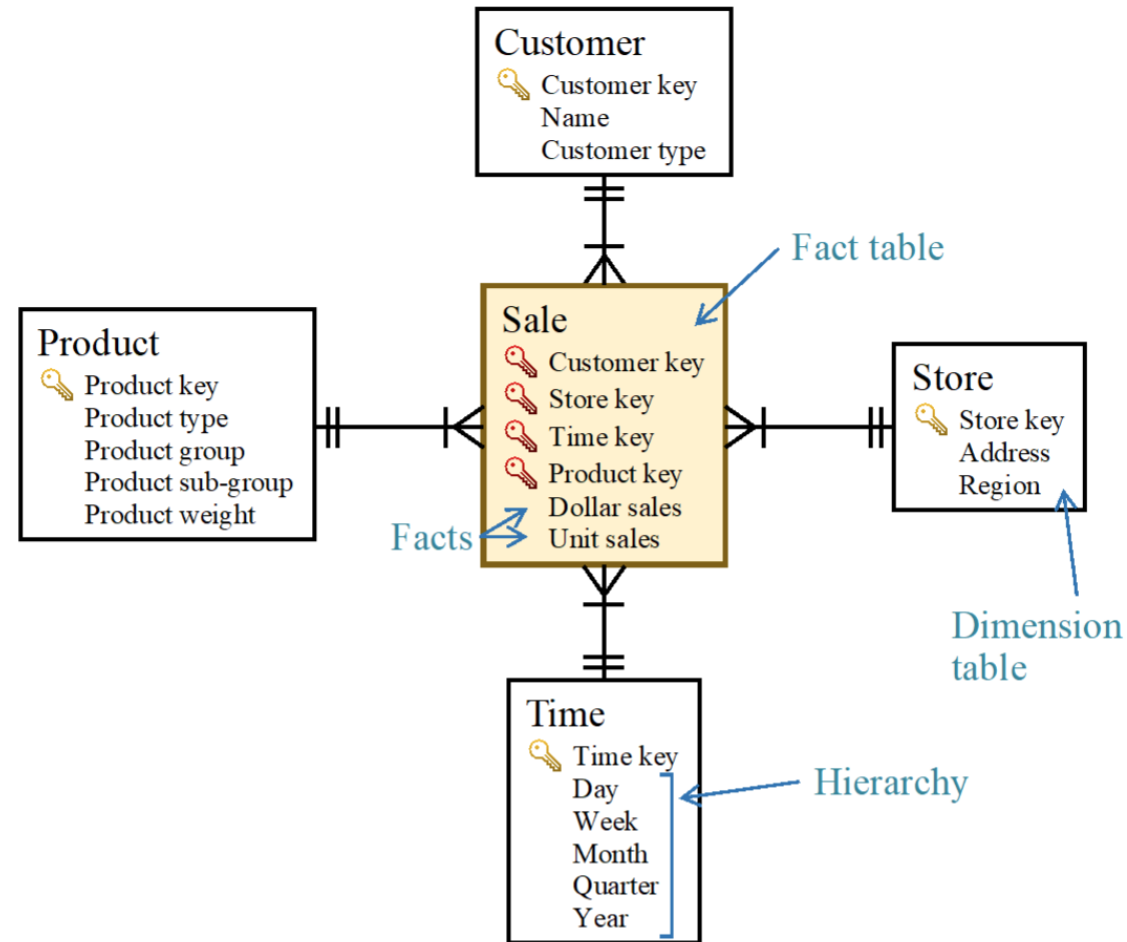 Customer
Customer key
Name
Customer type
Fact table
Sale
Customer key
Store key
Time key
Product key
Dollar sales
Unit sales
Facts
Product
Product key
Product type
Product group
Product sub-group
Product weight
Store
Store key
Address
Region
Dimension
table
Time
Time key
Day
Week
Month
Quarter
Year
Hierarchy